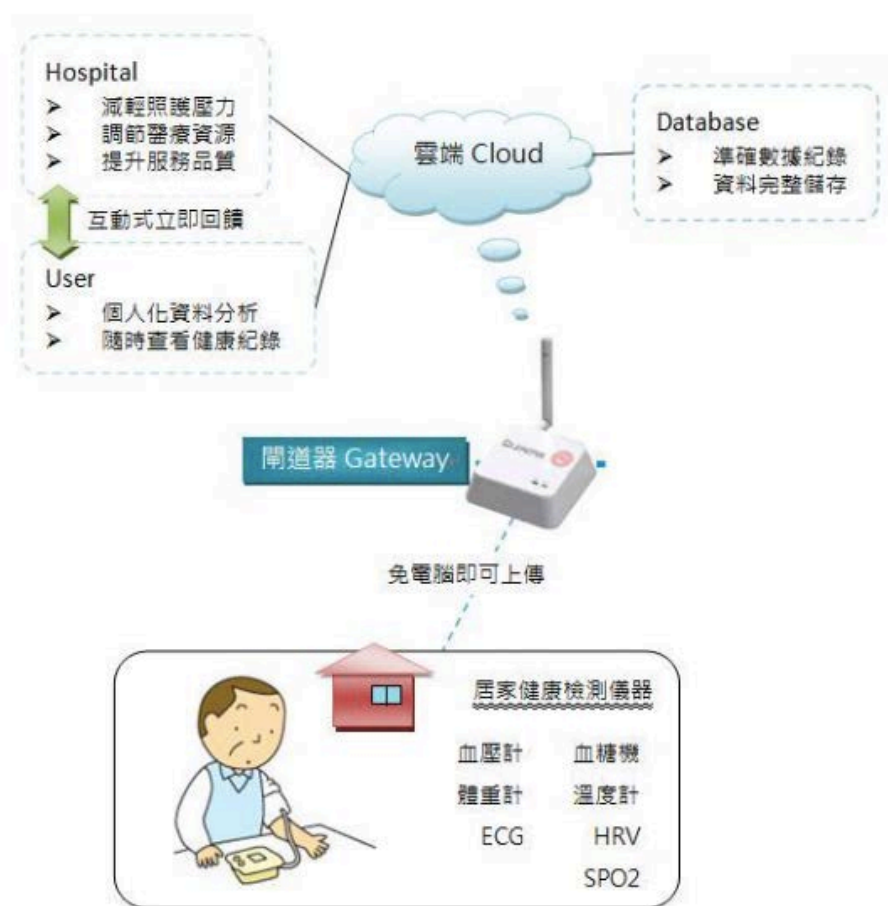 Hospital
➢ 減輕照護壓力
➢ 調節醫療資源
➢ 提升服務品質
互動式立即回饋
User
➢ 個人化資料分析
➢ 隨時查看健康紀錄
雲端 Cloud
Database
➢ 準確數據紀錄
➢ 資料完整儲存
閘道器 Gateway
免電腦即可上傳
居家健康檢測儀器
血壓計 血糖機
體重計 溫度計
ECG HRV
SPO2